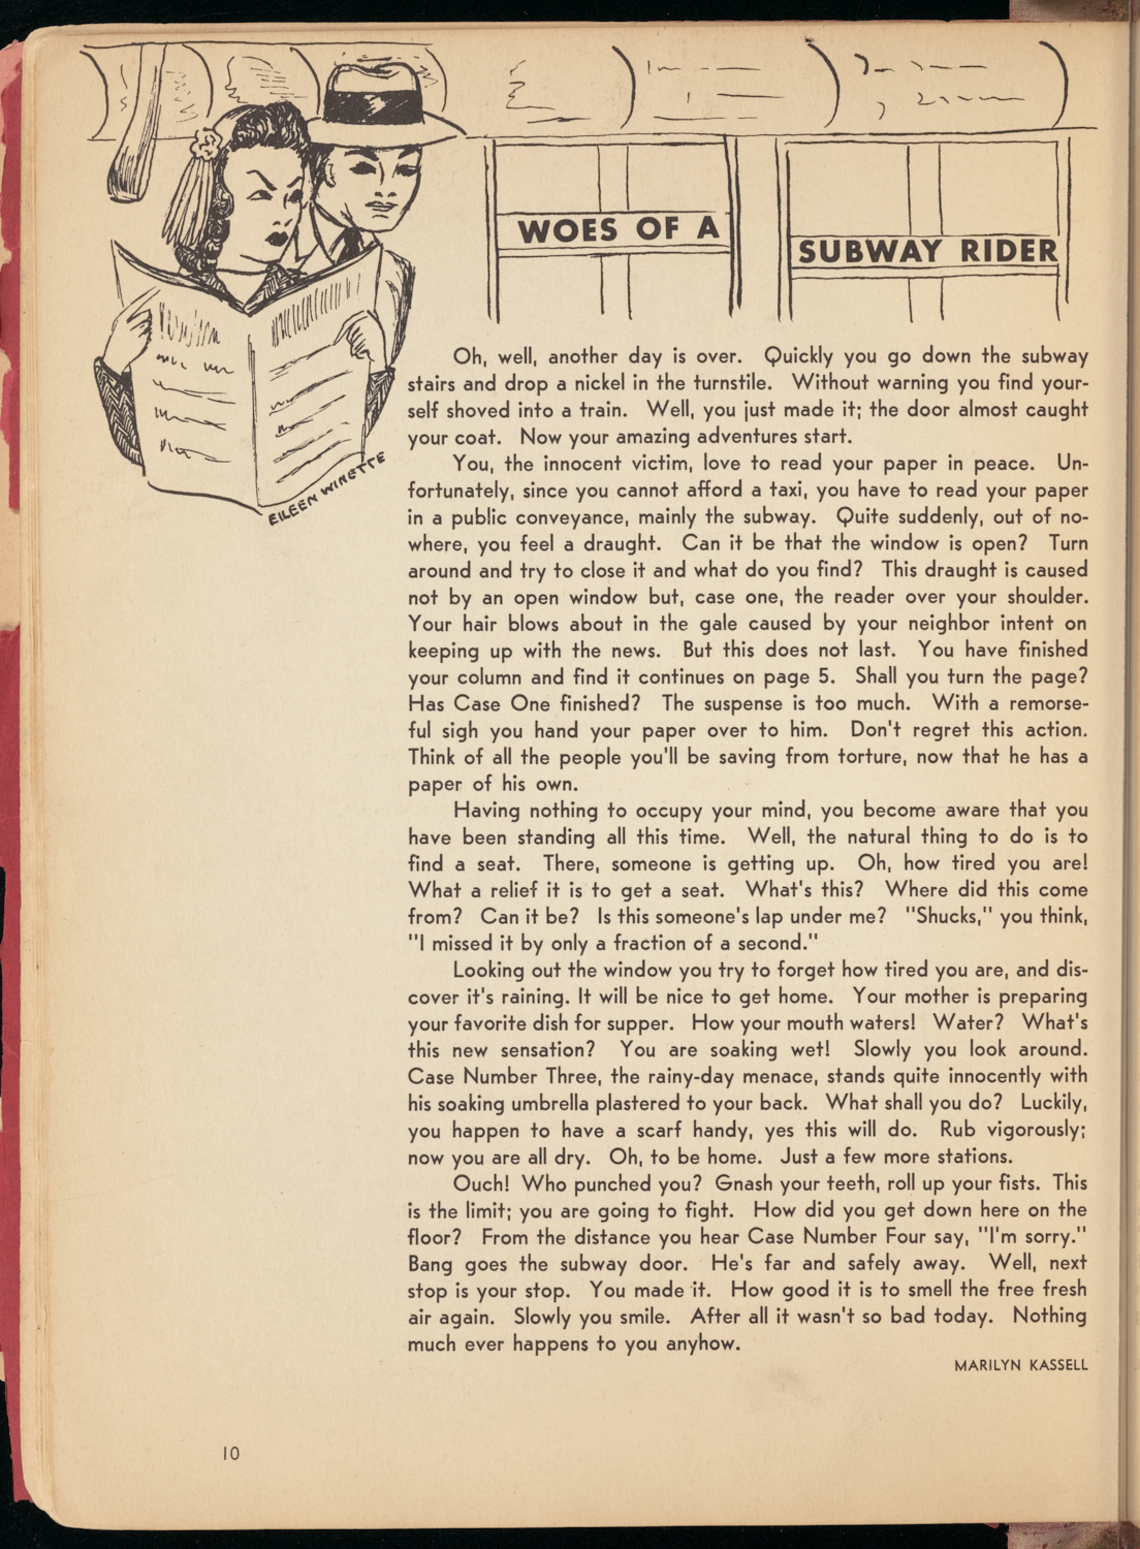 WOES OF A
SUBWAY RIDER
EILEEN WINETTE
Oh, well, another day is over. Quickly you go down the subway
stairs and drop a nickel in the turnstile. Without warning you find your-
self shoved into a train. Well, you just made it; the door almost caught
your coat. Now your amazing adventures start.
You, the innocent victim, love to read your paper in peace. Un-
fortunately, since you cannot afford a taxi, you have to read your paper
in a public conveyance, mainly the subway. Quite suddenly, out of no-
where, you feel a draught. Can it be that the window is open? Turn
around and try to close it and what do you find? This draught is caused
not by an open window but, case one, the reader over your shoulder.
Your hair blows about in the gale caused by your neighbor intent on
keeping up with the news. But this does not last. You have finished
your column and find it continues on page 5. Shall you turn the page?
Has Case One finished? The suspense is too much. With a remorse-
ful sigh you hand your paper over to him. Don't regret this action.
Think of all the people you'll be saving from torture, now that he has a
paper of his own.
Having nothing to occupy your mind, you become aware that you
have been standing all this time. Well, the natural thing to do is to
find a seat. There, someone is getting up. Oh, how tired you are!
What a relief it is to get a seat. What's this? Where did this come
from? Can it be? Is this someone's lap under me? "Shucks," you think,
"I missed it by only a fraction of a second."
Looking out the window you try to forget how tired you are, and dis-
cover it's raining. It will be nice to get home. Your mother is preparing
your favorite dish for supper. How your mouth waters! Water? What's
this new sensation? You are soaking wet! Slowly you look around.
Case Number Three, the rainy-day menace, stands quite innocently with
his soaking umbrella plastered to your back. What shall you do? Luckily,
you happen to have a scarf handy, yes this will do. Rub vigorously;
now you are all dry. Oh, to be home. Just a few more stations.
Ouch! Who punched you? Gnash your teeth, roll up your fists. This
is the limit; you are going to fight. How did you get down here on the
floor? From the distance you hear Case Number Four say, "I'm sorry."
Bang goes the subway door. He's far and safely away. Well, next
stop is your stop. You made it. How good it is to smell the free fresh
air again. Slowly you smile. After all it wasn't so bad today. Nothing
much ever happens to you anyhow.
MARILYN KASSELL
10